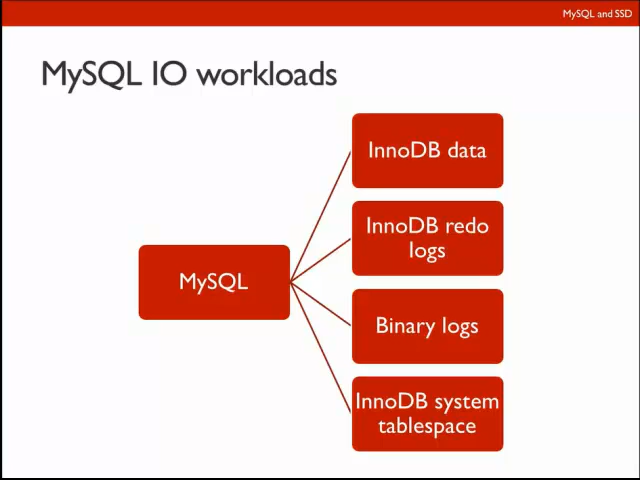 MySQL and SSD
MySQL IO workloads
InnoDB data
InnoDB redo
logs
MySQL
Binary logs
InnoDB system
tablespace